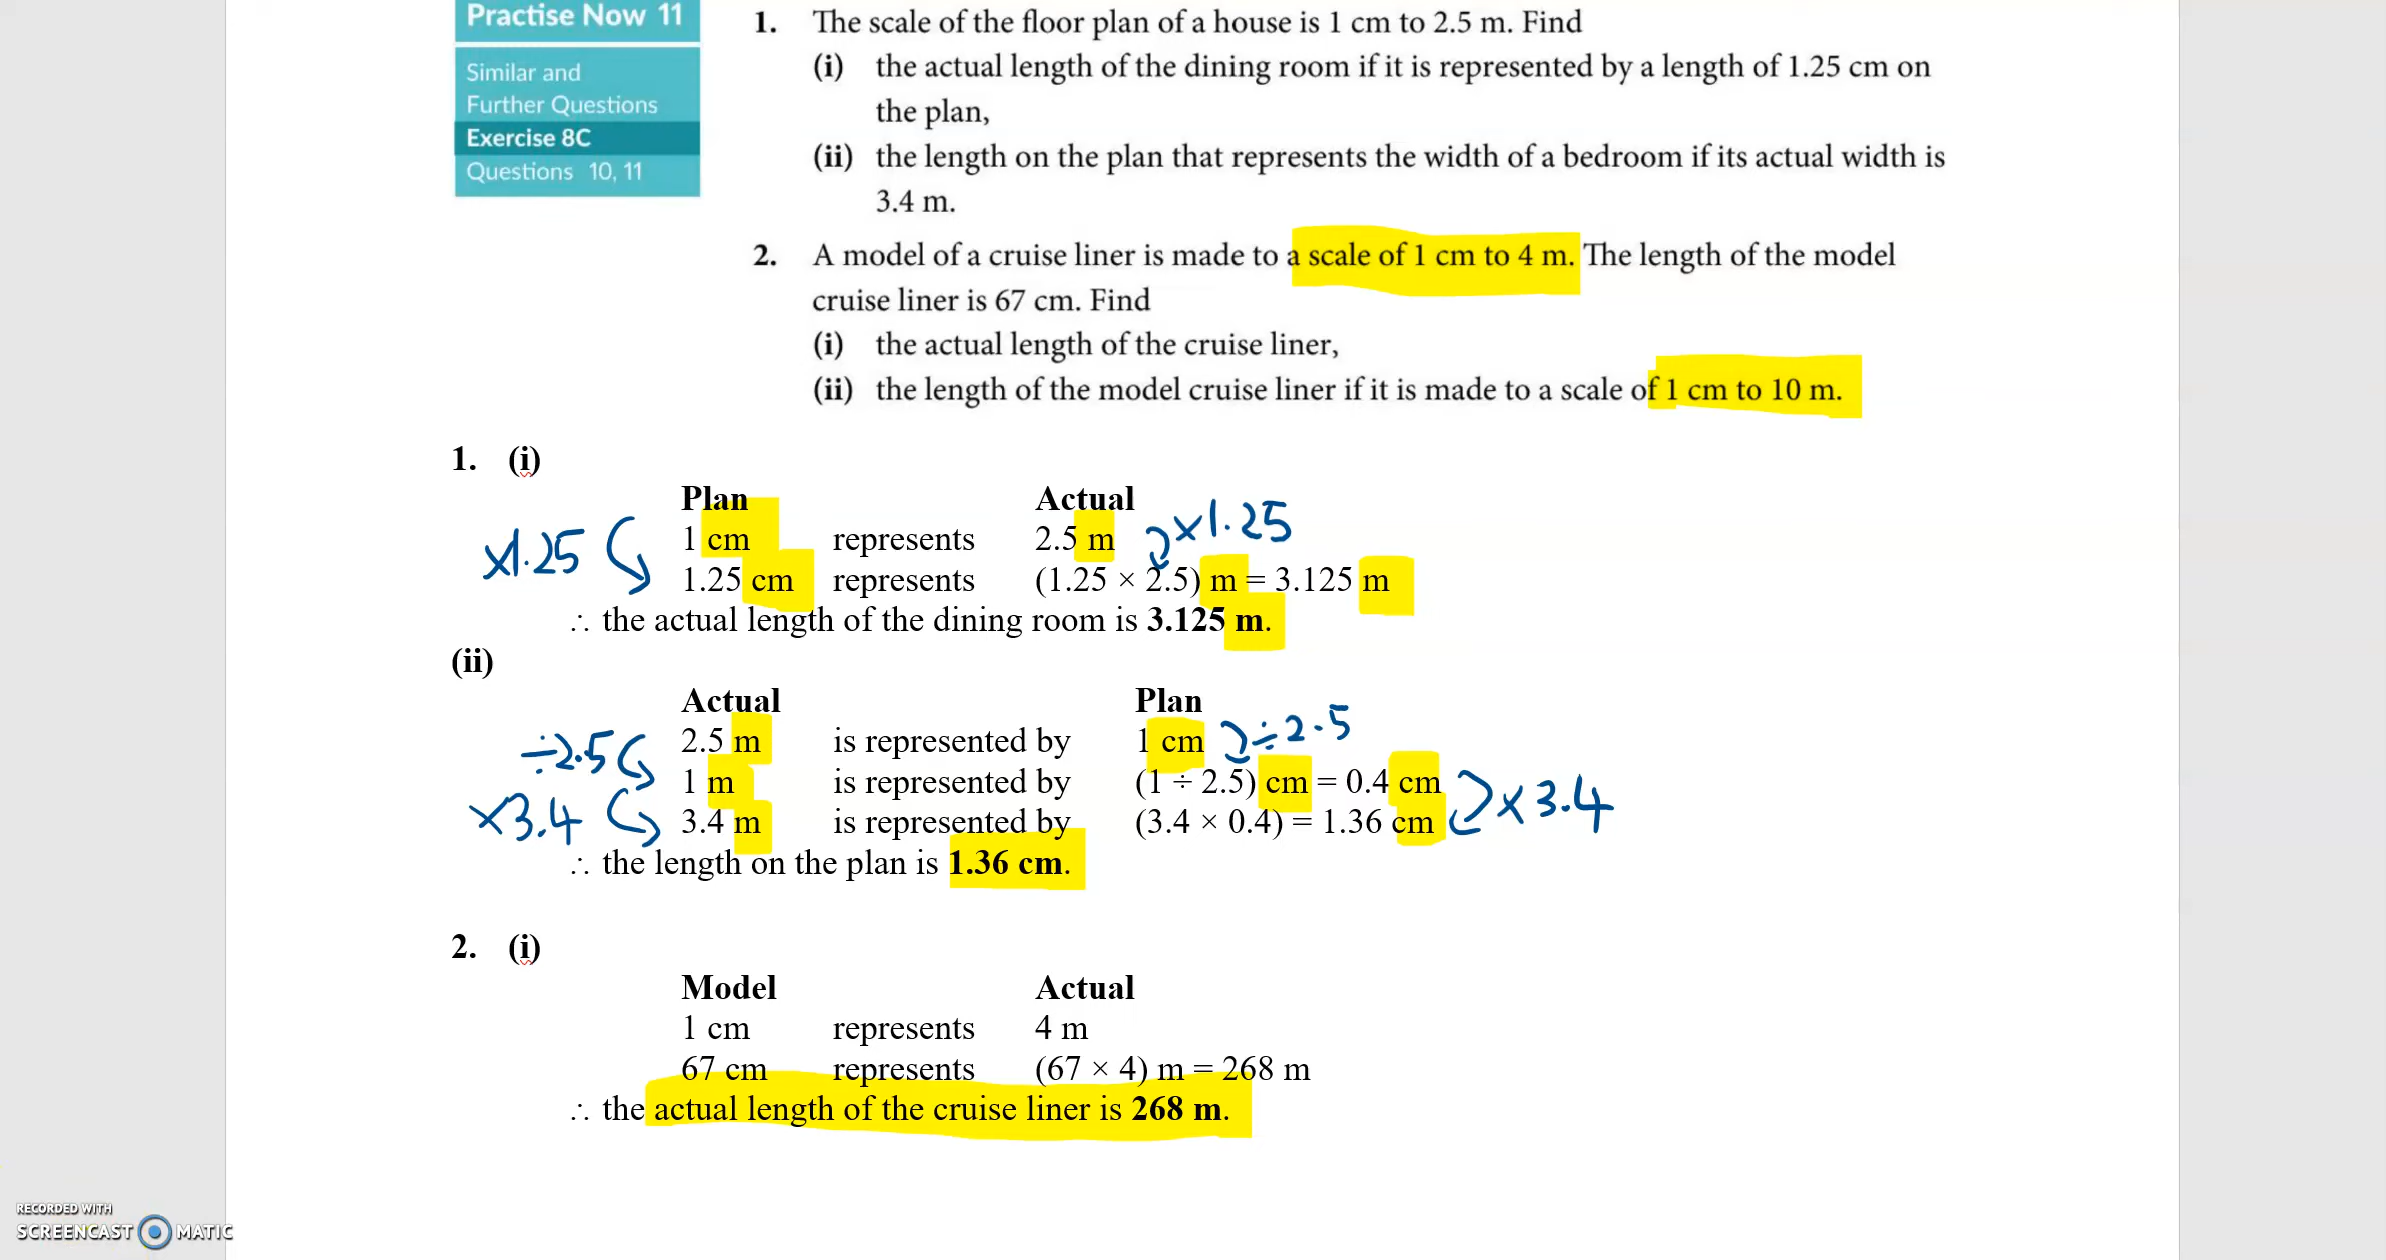 Practise Now 11
Similar and
Further Questions
Exercise 8C
Questions 10, 11
1. The scale of the floor plan of a house is 1 cm to 2.5 m. Find
(i) the actual length of the dining room if it is represented by a length of 1.25 cm on
the plan,
(ii) the length on the plan that represents the width of a bedroom if its actual width is
3.4 m.
2. A model of a cruise liner is made to a scale of 1 cm to 4 m. The length of the model
cruise liner is 67 cm. Find
(i) the actual length of the cruise liner,
(ii) the length of the model cruise liner if it is made to a scale of 1 cm to 10 m.
1. (i)
Plan Actual
×1.25 1 cm represents 2.5 m ×1.25
1.25 cm represents (1.25 × 2.5) m = 3.125 m
∴ the actual length of the dining room is 3.125 m.
(ii)
Actual Plan
÷2.5 2.5 m is represented by 1 cm ÷2.5
1 m is represented by (1 ÷ 2.5) cm = 0.4 cm
×3.4 3.4 m is represented by (3.4 × 0.4) = 1.36 cm ×3.4
∴ the length on the plan is 1.36 cm.
2. (i)
Model Actual
1 cm represents 4 m
67 cm represents (67 × 4) m = 268 m
∴ the actual length of the cruise liner is 268 m.
RECORDED WITH
SCREENCAST MATIC